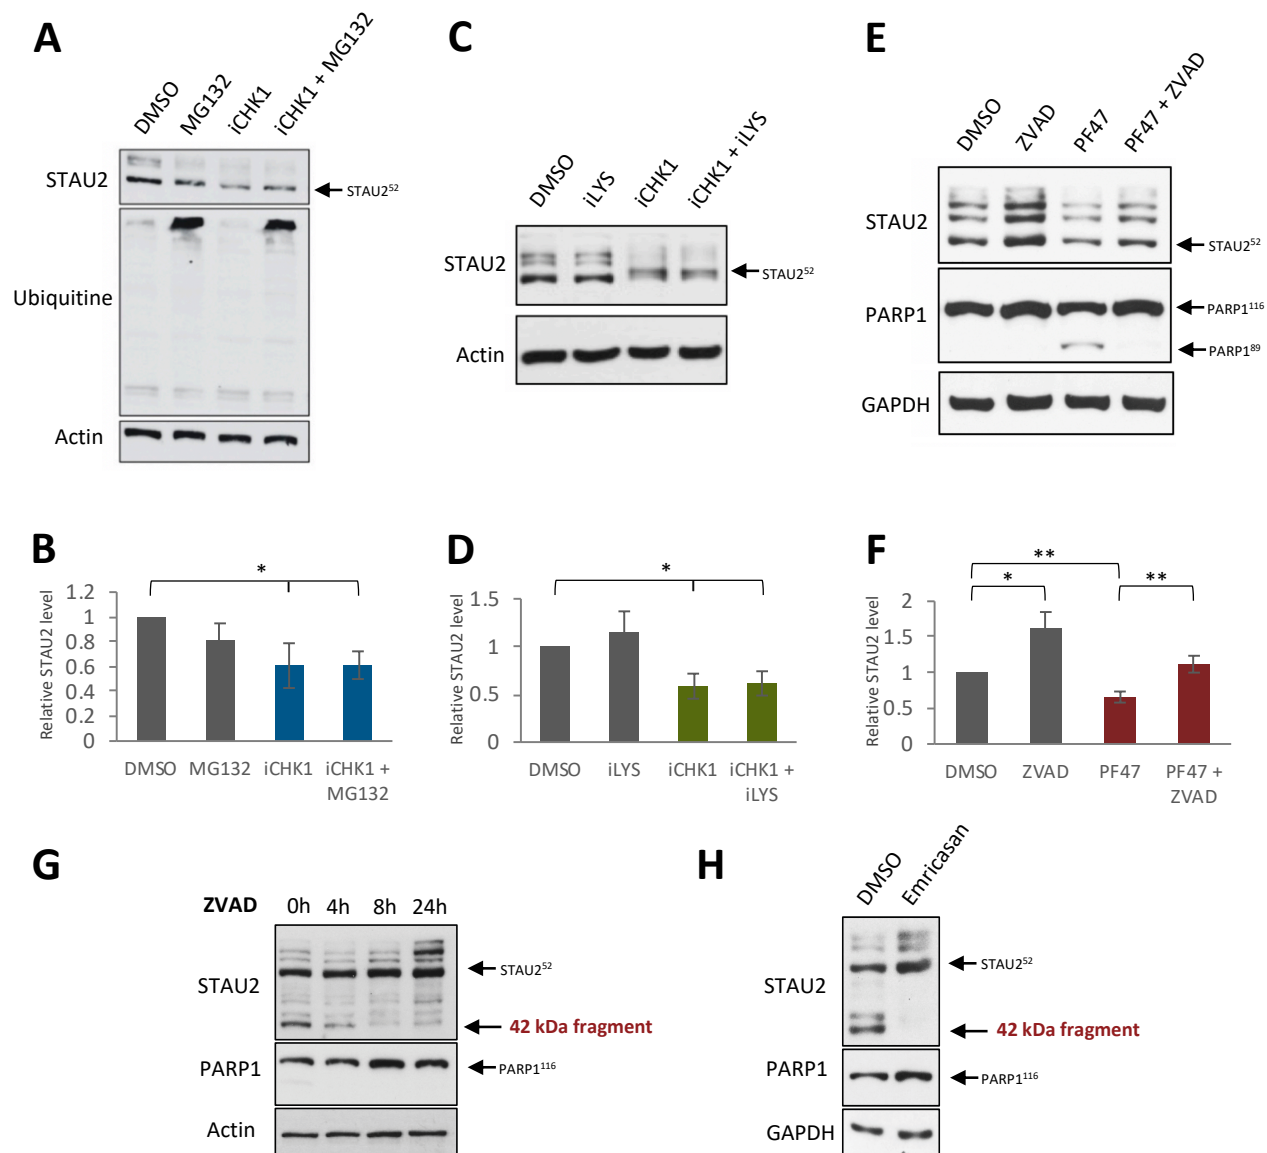 A
DMSO
MG132
iCHK1
iCHK1 + MG132
STAU2
STAU2⁵²
Ubiquitine
Actin
C
DMSO
iLYS
iCHK1
iCHK1 + iLYS
STAU2
STAU2⁵²
Actin
E
DMSO
ZVAD
PF47
PF47 + ZVAD
STAU2
STAU2⁵²
PARP1
PARP1¹¹⁶
PARP1⁸⁹
GAPDH
B
Relative STAU2 level
1.2
1
0.8
0.6
0.4
0.2
0
*
DMSO
MG132
iCHK1
iCHK1 +
MG132
D
Relative STAU2 level
1.5
1
0.5
0
*
DMSO
iLYS
iCHK1
iCHK1 +
iLYS
F
Relative STAU2 level
2
1.5
1
0.5
0
**
*
**
DMSO
ZVAD
PF47
PF47 +
ZVAD
G
ZVAD 0h 4h 8h 24h
STAU2
STAU2⁵²
42 kDa fragment
PARP1
PARP1¹¹⁶
Actin
H
DMSO
Emricasan
STAU2
STAU2⁵²
42 kDa fragment
PARP1
PARP1¹¹⁶
GAPDH